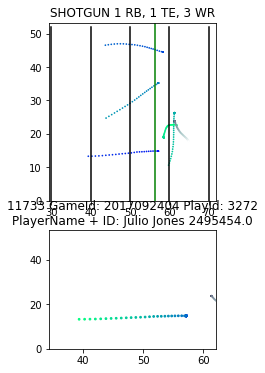 SHOTGUN 1 RB, 1 TE, 3 WR
50
40
30
20
10
0
30 40 50 60 70
11735 GameId: 2017092404 PlayId: 3272
PlayerName + ID: Julio Jones 2495454.0
40
20
0
40 50 60